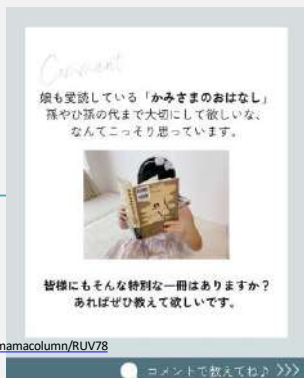 Comment
娘も愛読している「かみさまのおはなし」
孫やひ孫の代まで大切にして欲しいな、
なんてこっそり思っています。
皆様にもそんな特別な一冊はありますか？
あればぜひ教えて欲しいです。
mamacolumn/RUV78
コメントで教えてね♪ >>>